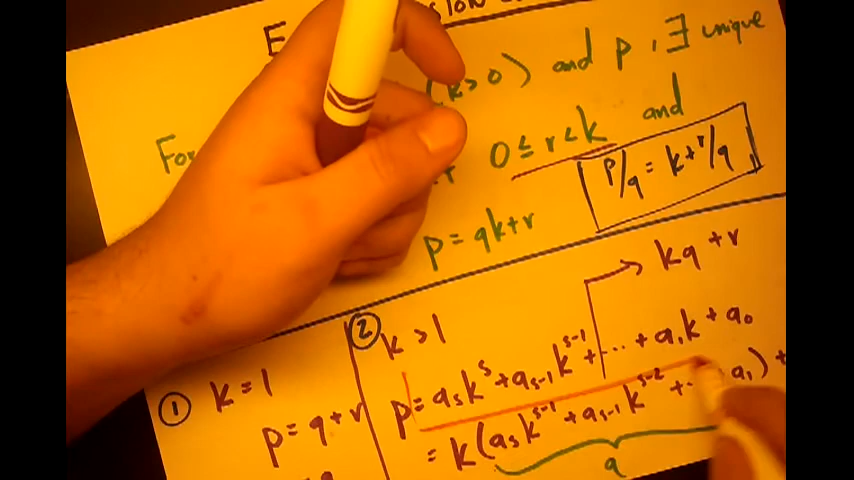 (k>0) and p, ∃ unique
For
0 ≤ r < k and
p = qk+r
p/q = k + r/q
kq + r
① k = 1
p = q + r
② k > 1
p = a_s k^s + a_{s-1} k^{s-1} + ... + a_1 k + a_0
= k(a_s k^{s-1} + a_{s-1} k^{s-2} + ... a_1) +
q